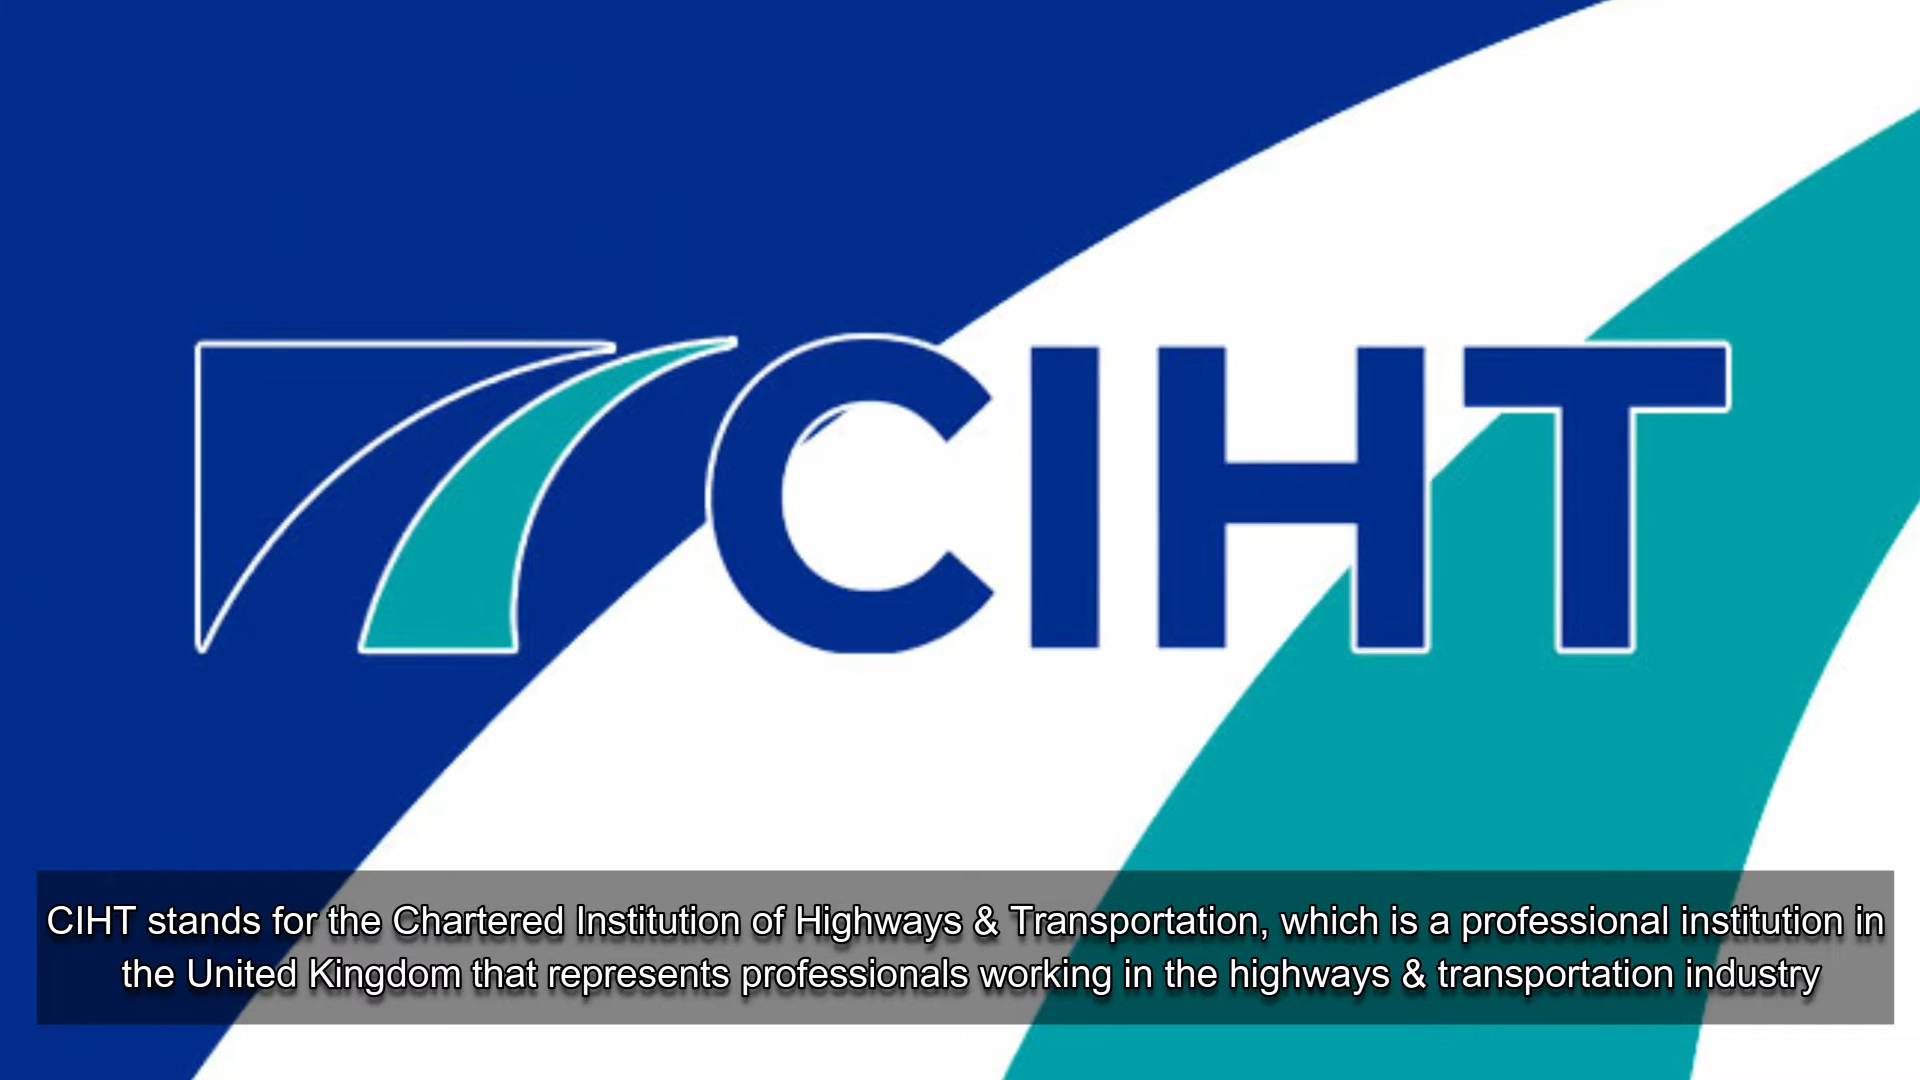 CIHT
CIHT stands for the Chartered Institution of Highways & Transportation, which is a professional institution in
the United Kingdom that represents professionals working in the highways & transportation industry